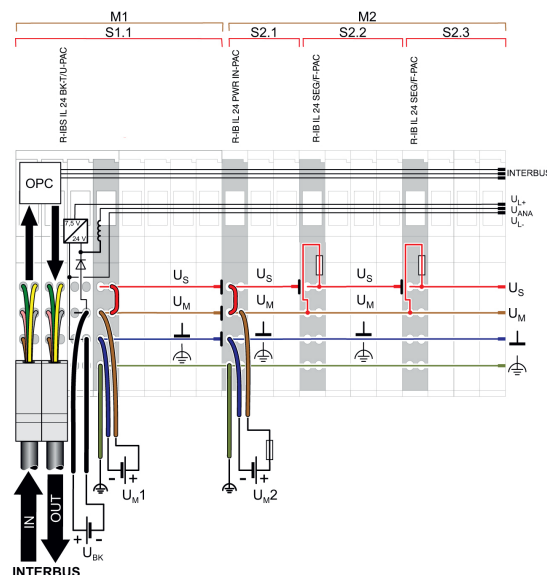 M1
M2
S1.1
S2.1
S2.2
S2.3
R-IBS IL 24 BK-T/U-PAC
R-IB IL 24 PWR IN-PAC
R-IB IL 24 SEG/F-PAC
R-IB IL 24 SEG/F-PAC
OPC
INTERBUS
7,5 V
24 V
UL+
UANA
UL-
US
US
US
US
UM
UM
UM
UM
- +
UM1
- +
UM2
IN
OUT
+ -
UBK
INTERBUS